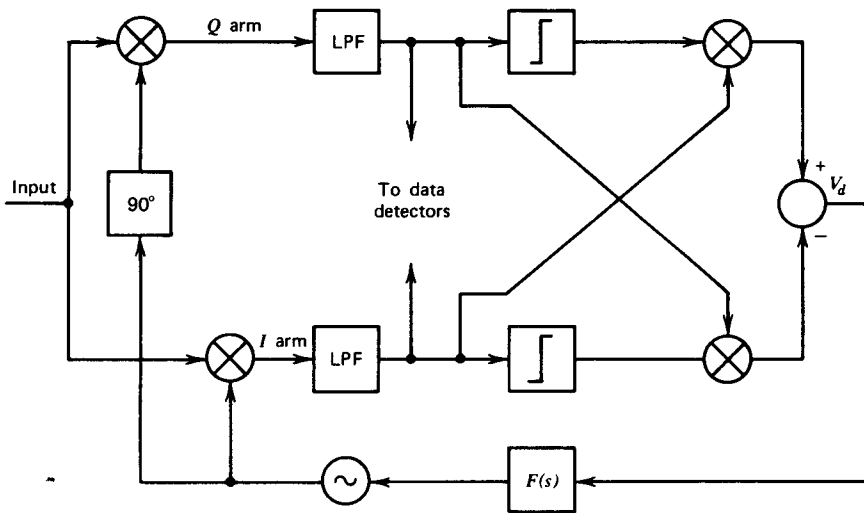 Q arm
LPF
Input
90°
To data
detectors
+
V_d
−
I arm
LPF
F(s)